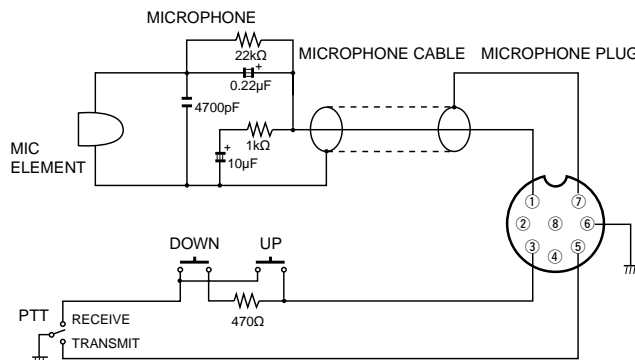 MICROPHONE
22kΩ
MICROPHONE CABLE
MICROPHONE PLUG
+
0.22µF
4700pF
+
1kΩ
10µF
MIC
ELEMENT
1
7
2
8
6
3
4
5
DOWN
UP
470Ω
PTT
RECEIVE
TRANSMIT